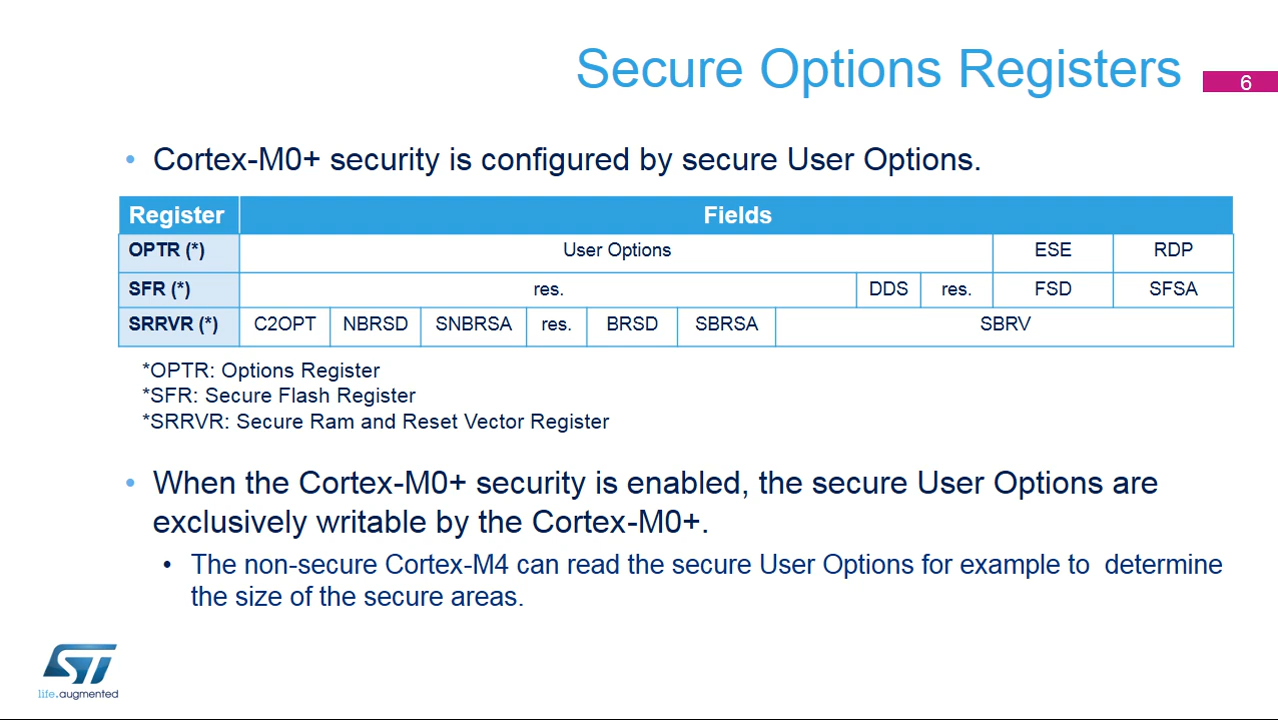 Secure Options Registers
6
• Cortex-M0+ security is configured by secure User Options.
Register Fields
OPTR (*) User Options ESE RDP
SFR (*) res. DDS res. FSD SFSA
SRRVR (*) C2OPT NBRSD SNBRSA res. BRSD SBRSA SBRV
*OPTR: Options Register
*SFR: Secure Flash Register
*SRRVR: Secure Ram and Reset Vector Register
• When the Cortex-M0+ security is enabled, the secure User Options are
exclusively writable by the Cortex-M0+.
• The non-secure Cortex-M4 can read the secure User Options for example to determine
the size of the secure areas.
ST
life.augmented